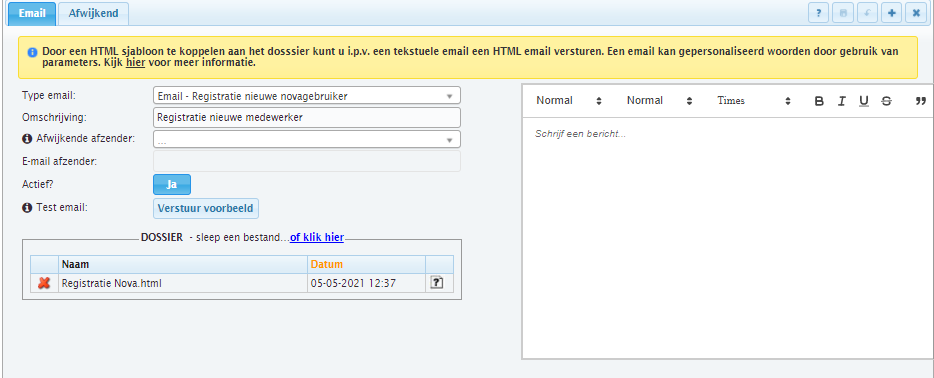 Email Afwijkend
Door een HTML sjabloon te koppelen aan het dosssier kunt u i.p.v. een tekstuele email een HTML email versturen. Een email kan gepersonaliseerd woorden door gebruik van
parameters. Kijk hier voor meer informatie.
Type email: Email - Registratie nieuwe novagebruiker
Omschrijving: Registratie nieuwe medewerker
Afwijkende afzender: ...
E-mail afzender:
Actief? Ja
Test email: Verstuur voorbeeld
DOSSIER - sleep een bestand...of klik hier
Naam Datum
Registratie Nova.html 05-05-2021 12:37
Normal Normal Times B I U S
Schrijf een bericht...